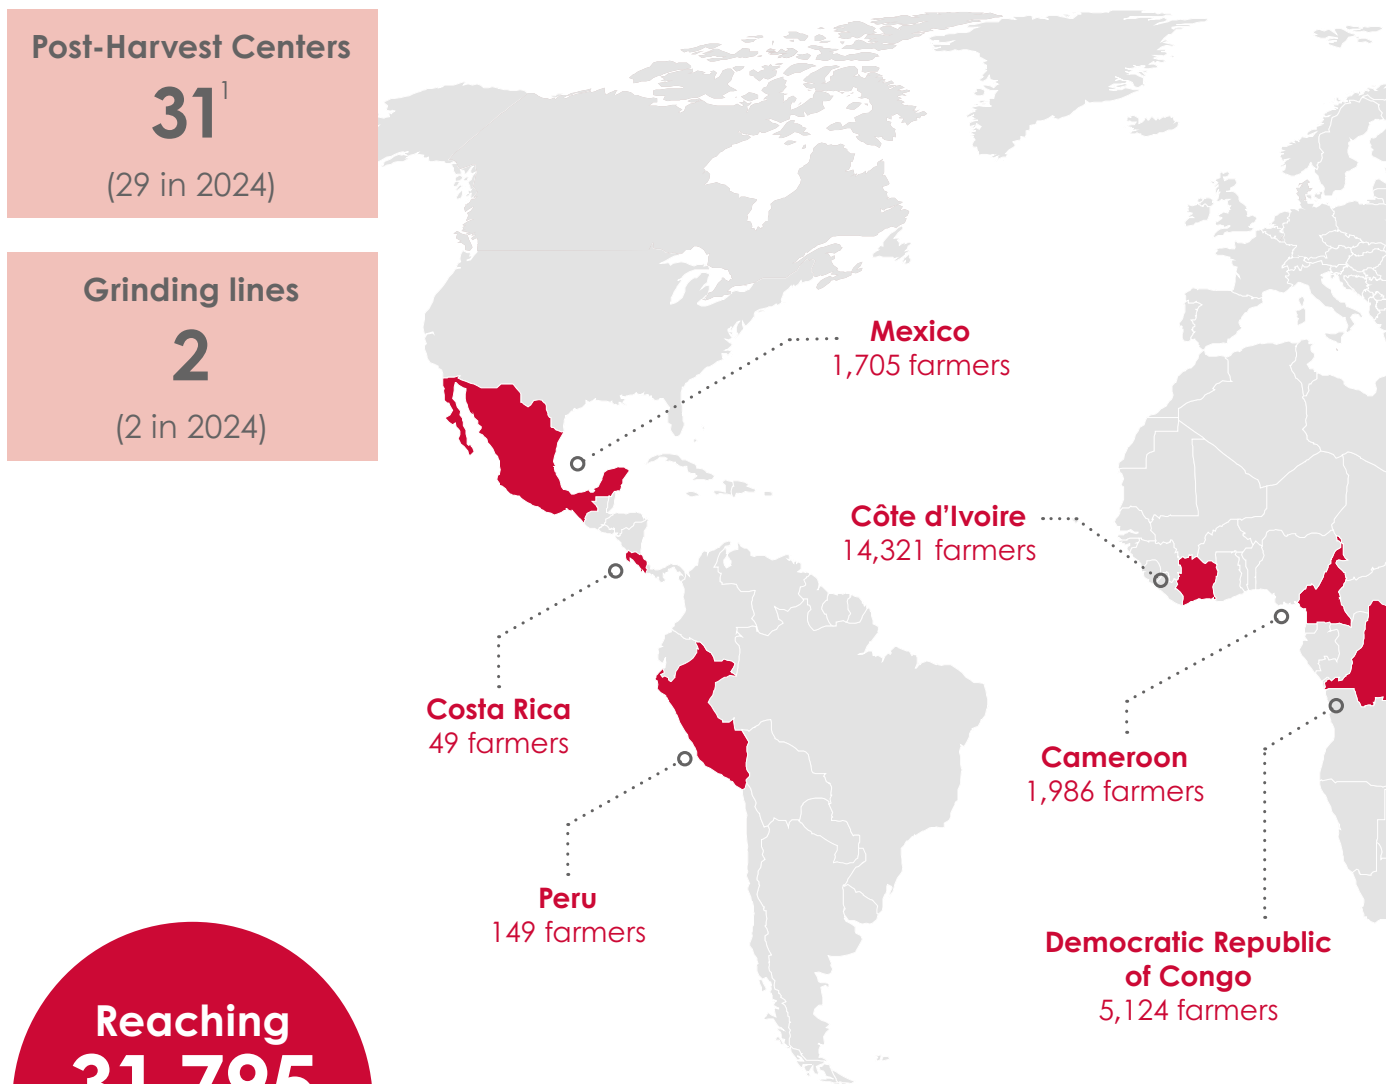 Post-Harvest Centers
31¹
(29 in 2024)
Grinding lines
2
(2 in 2024)
Mexico
1,705 farmers
Côte d’Ivoire
14,321 farmers
Costa Rica
49 farmers
Cameroon
1,986 farmers
Peru
149 farmers
Democratic Republic
of Congo
5,124 farmers
Reaching
31,795